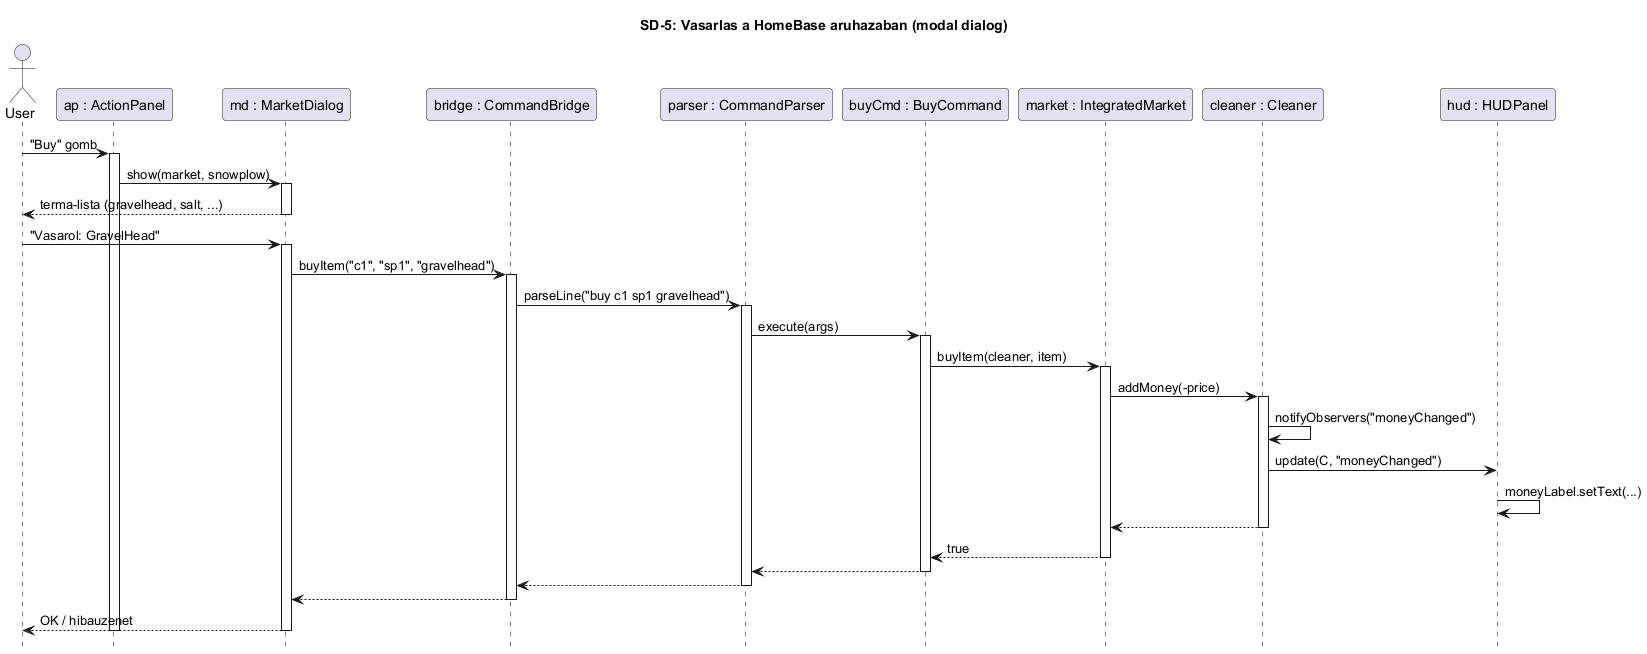 SD-5: Vasarlas a HomeBase aruhazaban (modal dialog)
User
ap : ActionPanel
md : MarketDialog
bridge : CommandBridge
parser : CommandParser
buyCmd : BuyCommand
market : IntegratedMarket
cleaner : Cleaner
hud : HUDPanel
"Buy" gomb
show(market, snowplow)
terma-lista (gravelhead, salt, ...)
"Vasarol: GravelHead"
buyItem("c1", "sp1", "gravelhead")
parseLine("buy c1 sp1 gravelhead")
execute(args)
buyItem(cleaner, item)
addMoney(-price)
notifyObservers("moneyChanged")
update(C, "moneyChanged")
moneyLabel.setText(...)
true
OK / hibauzenet